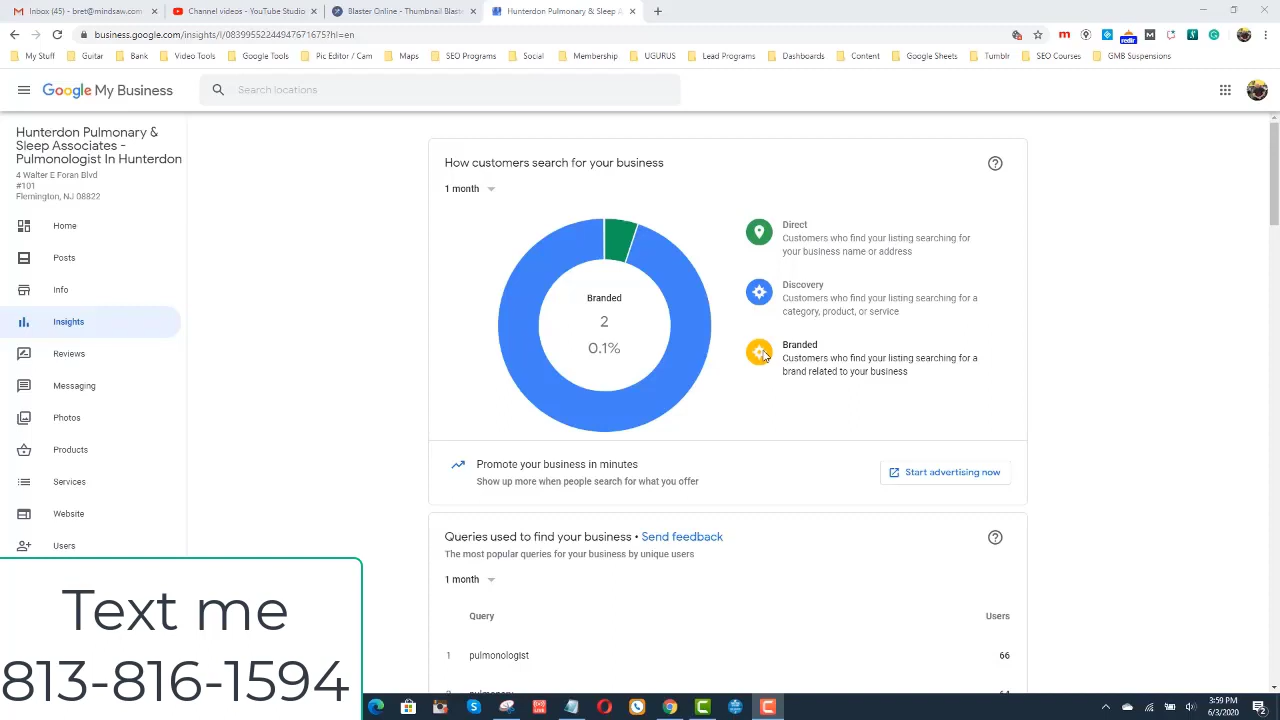 Inbox (45) - bret@mindsaw.com
Channel videos - YouTube Studio
Blaster Online - Thumbnail Blaste
Hunterdon Pulmonary & Sleep A
business.google.com/insights/l/08399552244947671675?hl=en
My Stuff
Guitar
Bank
Video Tools
Google Tools
Pic Editor / Cam
Maps
SEO Programs
Social
Membership
UGURUS
Lead Programs
Dashboards
Content
Google Sheets
Tumblr
SEO Courses
GMB Suspensions
Google My Business
Search locations
Hunterdon Pulmonary &
Sleep Associates -
Pulmonologist In Hunterdon
4 Walter E Foran Blvd
#101
Flemington, NJ 08822
Home
Posts
Info
Insights
Reviews
Messaging
Photos
Products
Services
Website
Users
How customers search for your business
1 month
Branded
2
0.1%
Direct
Customers who find your listing searching for
your business name or address
Discovery
Customers who find your listing searching for a
category, product, or service
Branded
Customers who find your listing searching for a
brand related to your business
Promote your business in minutes
Show up more when people search for what you offer
Start advertising now
Queries used to find your business • Send feedback
The most popular queries for your business by unique users
1 month
Query Users
1 pulmonologist 66
Text me
813-816-1594
3:59 PM
6/3/2020